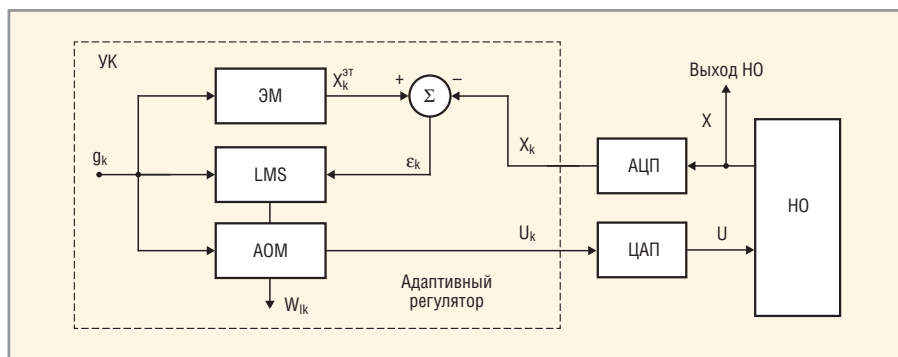 УК
ЭМ
X_k^эт
+
Σ
−
Выход НО
X
g_k
LMS
ε_k
X_k
АЦП
НО
АОМ
U_k
ЦАП
U
W_lk
Адаптивный
регулятор